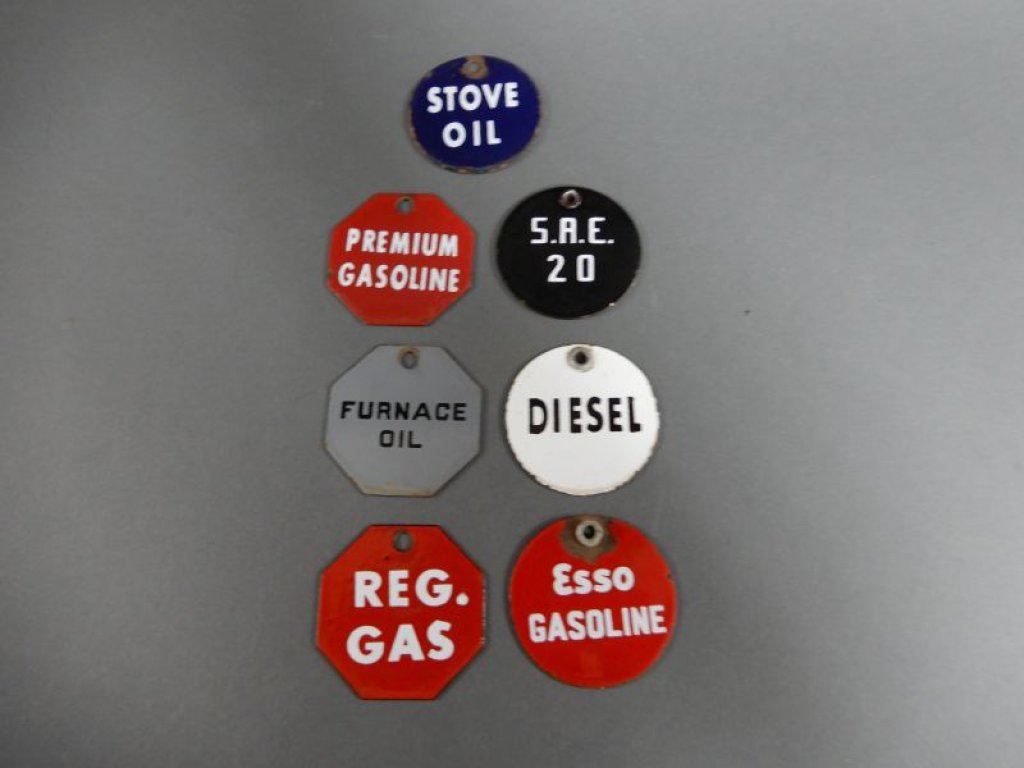 STOVE
OIL
PREMIUM
GASOLINE
S.A.E.
20
FURNACE
OIL
DIESEL
REG.
GAS
Esso
GASOLINE